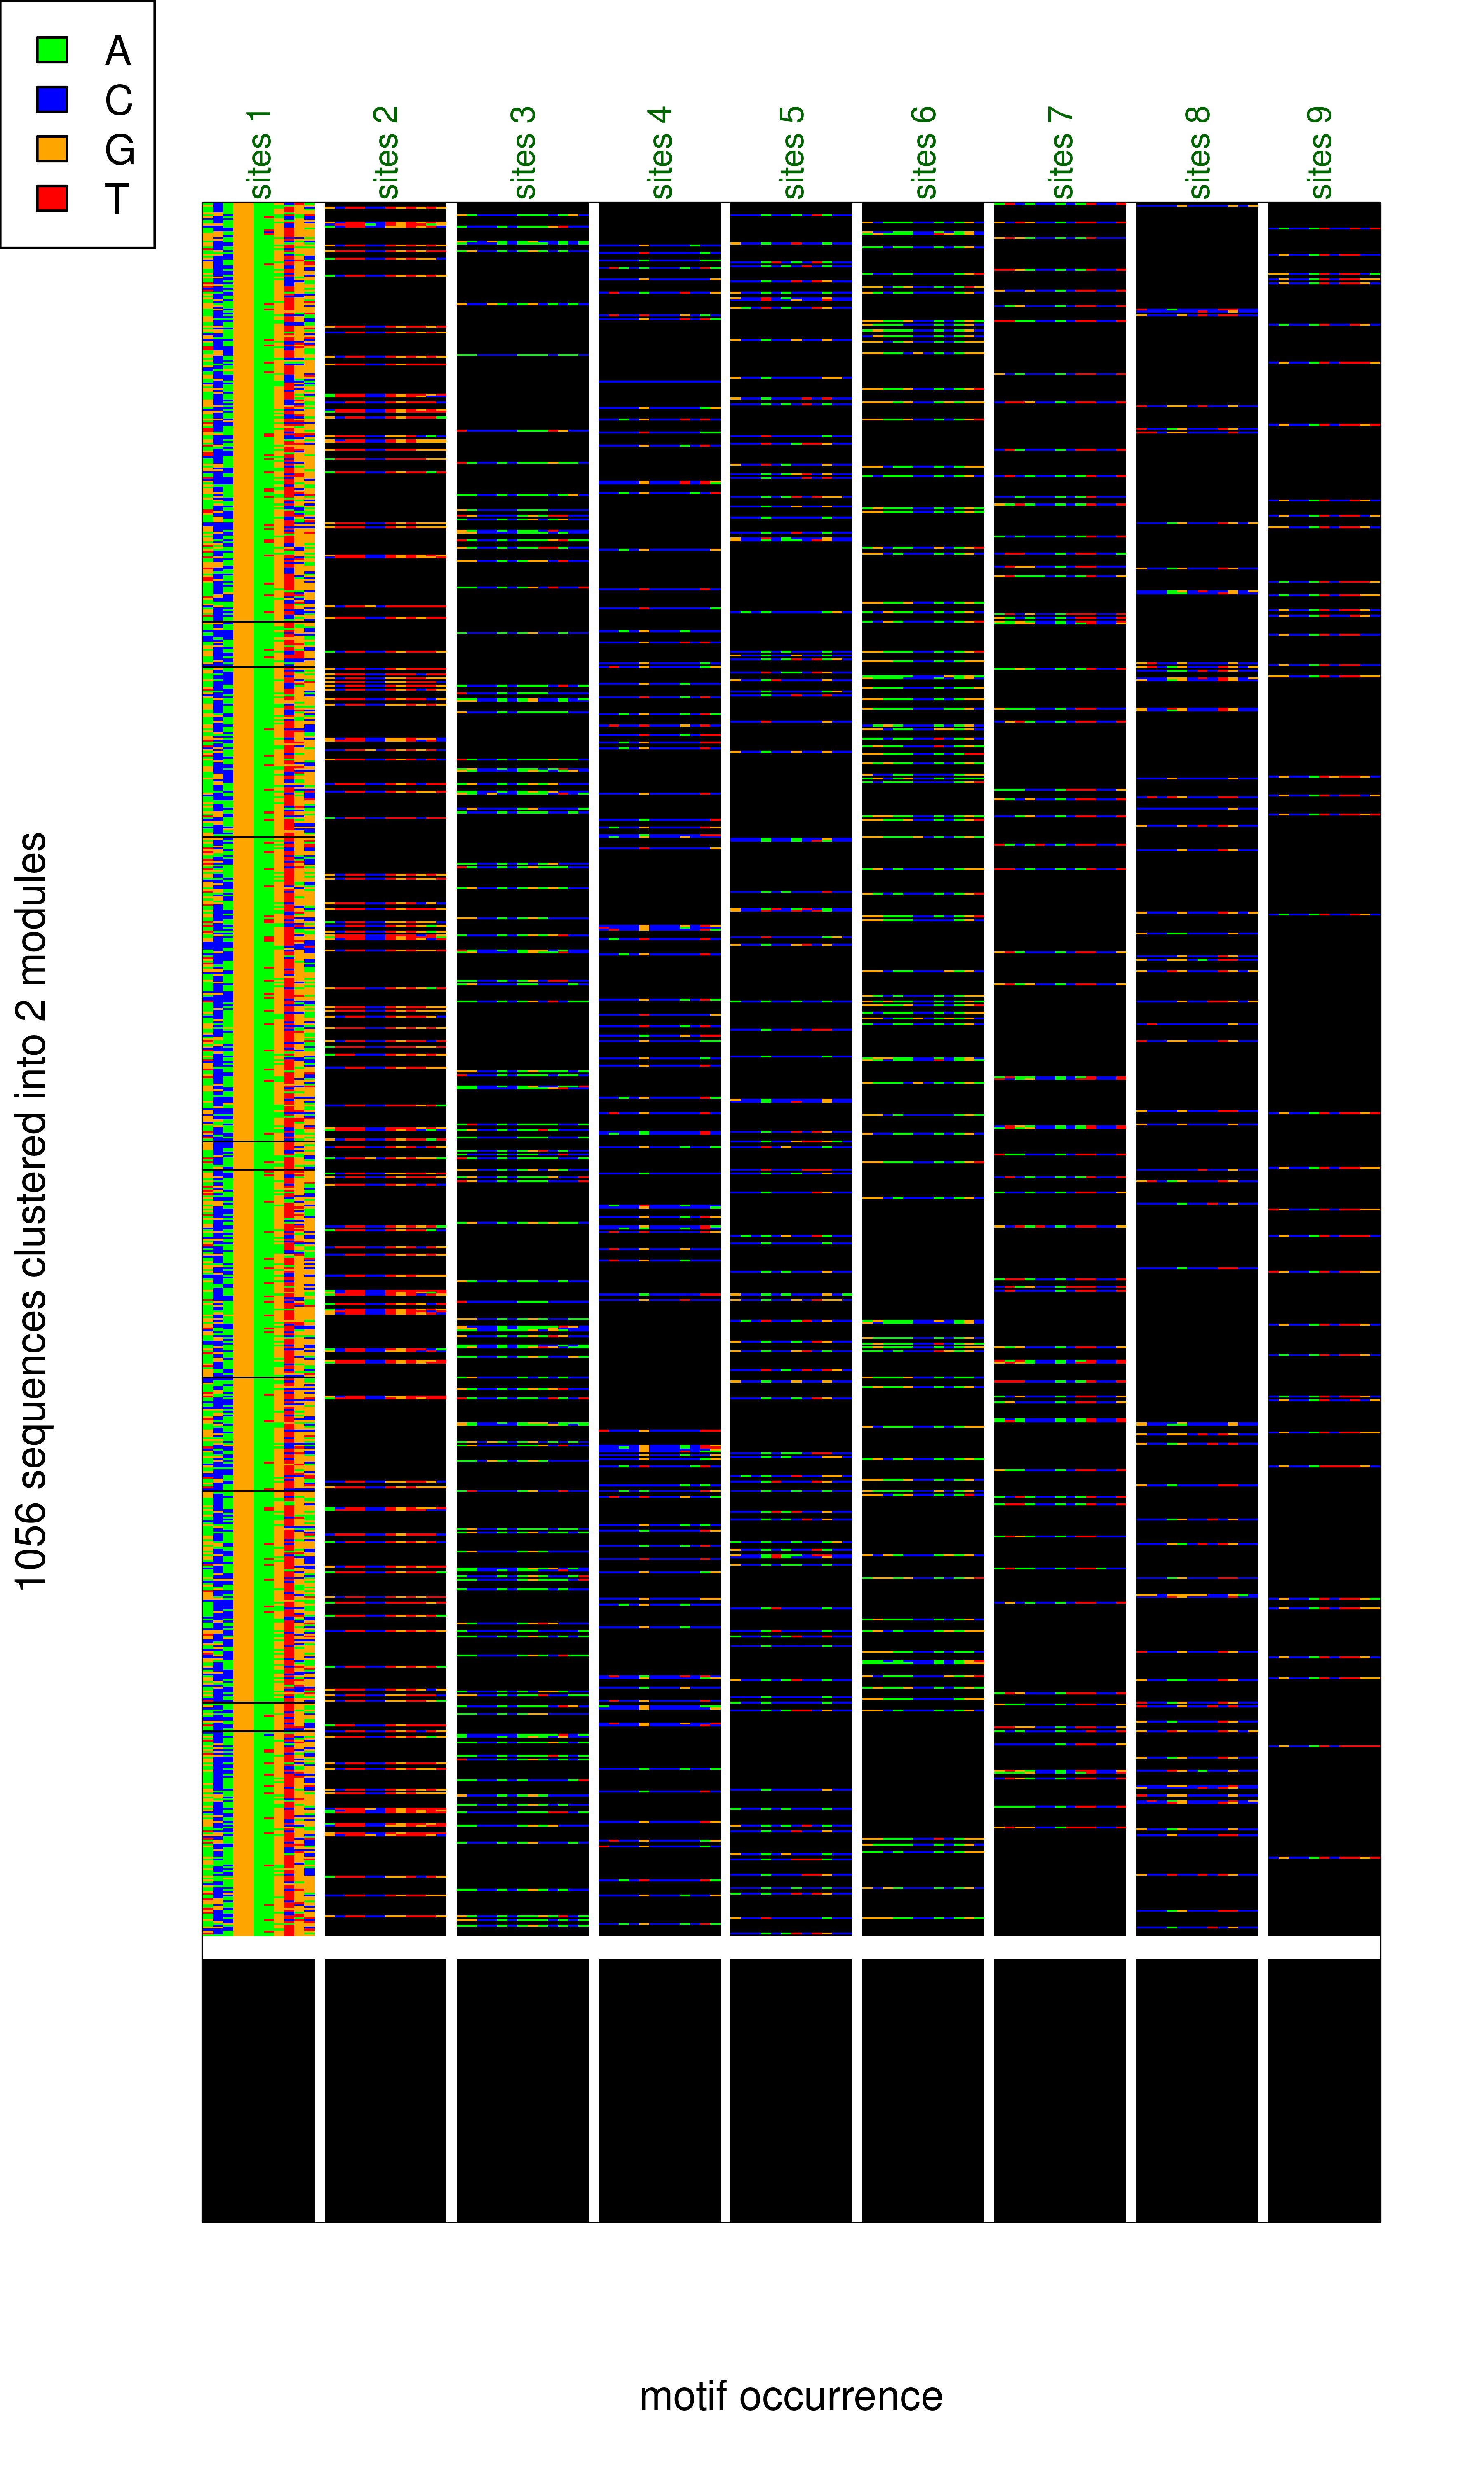 A
C
G
T
sites 1
sites 2
sites 3
sites 4
sites 5
sites 6
sites 7
sites 8
sites 9
1056 sequences clustered into 2 modules
motif occurrence